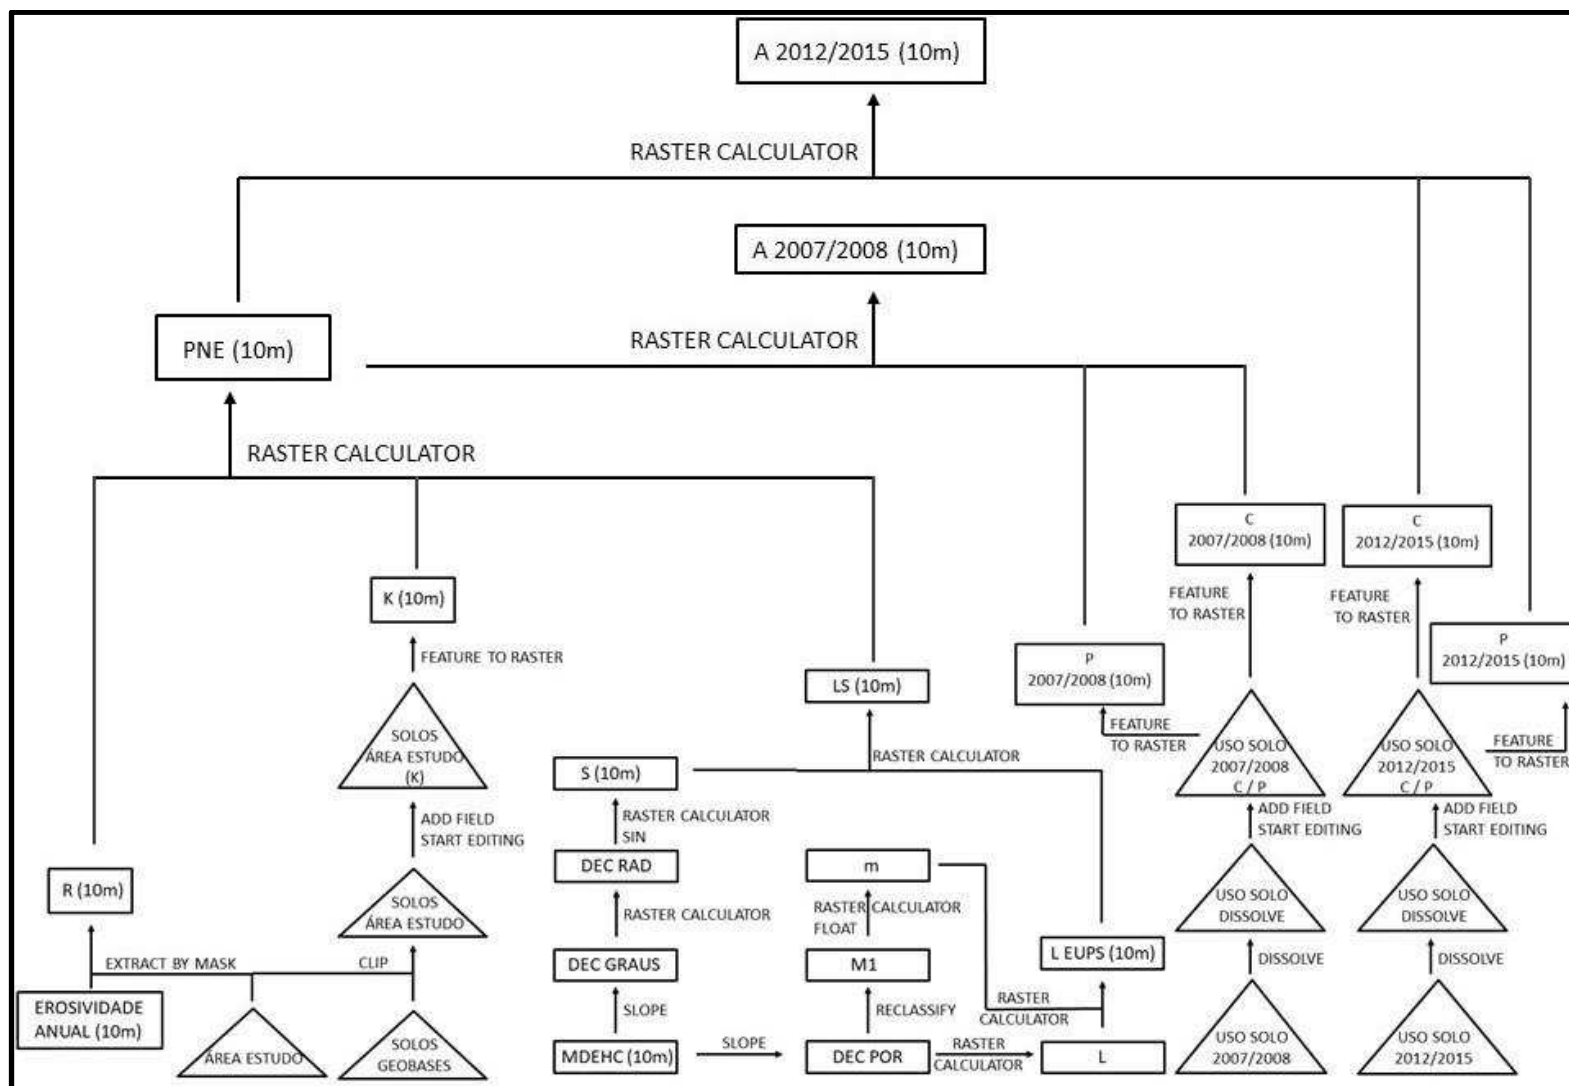 A 2012/2015 (10m)
RASTER CALCULATOR
A 2007/2008 (10m)
PNE (10m)
RASTER CALCULATOR
RASTER CALCULATOR
C
2007/2008 (10m)
C
2012/2015 (10m)
K (10m)
FEATURE
TO RASTER
FEATURE
TO RASTER
FEATURE TO RASTER
P
2007/2008 (10m)
P
2012/2015 (10m)
LS (10m)
SOLOS
ÁREA ESTUDO
(K)
FEATURE
TO RASTER
USO SOLO
2007/2008
C / P
USO SOLO
2012/2015
C / P
FEATURE
TO RASTER
S (10m)
RASTER CALCULATOR
ADD FIELD
START EDITING
RASTER CALCULATOR
SIN
ADD FIELD
START EDITING
ADD FIELD
START EDITING
R (10m)
SOLOS
ÁREA ESTUDO
DEC RAD
m
USO SOLO
DISSOLVE
USO SOLO
DISSOLVE
RASTER CALCULATOR
RASTER CALCULATOR
FLOAT
EXTRACT BY MASK
CLIP
DEC GRAUS
M1
L EUPS (10m)
DISSOLVE
DISSOLVE
EROSIVIDADE
ANUAL (10m)
SLOPE
RECLASSIFY
RASTER
CALCULATOR
ÁREA ESTUDO
SOLOS
GEOBASES
MDEHC (10m)
SLOPE
DEC POR
RASTER
CALCULATOR
L
USO SOLO
2007/2008
USO SOLO
2012/2015